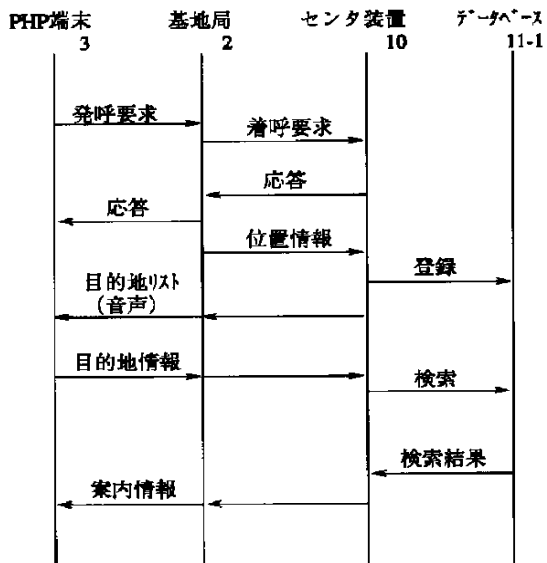 PHP端末 基地局 センタ装置 データベース
3 2 10 11-1
発呼要求
着呼要求
応答
応答
位置情報
登録
目的地リスト
(音声)
目的地情報
検索
検索結果
案内情報